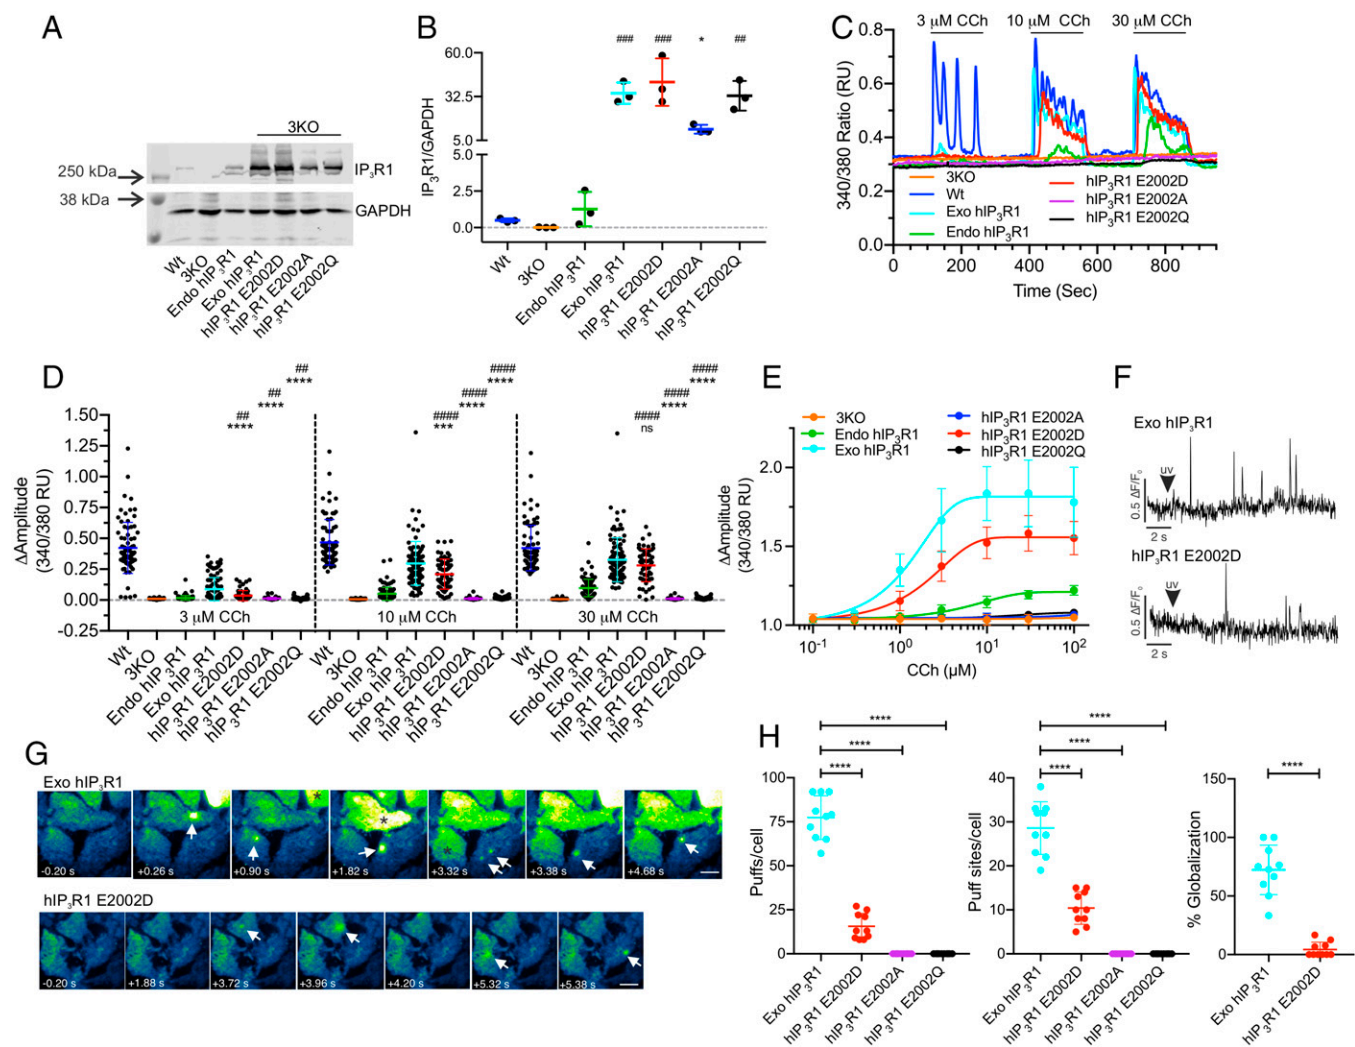 A
3KO
250 kDa
IP3R1
38 kDa
GAPDH
Wt
3KO
Endo hIP3R1
Exo hIP3R1
hIP3R1 E2002D
hIP3R1 E2002A
hIP3R1 E2002Q
B
### ### * ##
IP3R1/GAPDH
60.0
32.5
5.0
5.0
2.5
0.0
Wt
3KO
Endo hIP3R1
Exo hIP3R1
hIP3R1 E2002D
hIP3R1 E2002A
hIP3R1 E2002Q
C
3 µM CCh 10 µM CCh 30 µM CCh
340/380 Ratio (RU)
0.8
0.6
0.4
0.2
0.0
3KO
Wt
Exo hIP3R1
Endo hIP3R1
hIP3R1 E2002D
hIP3R1 E2002A
hIP3R1 E2002Q
0 200 400 600 800
Time (Sec)
D
##
****
##
****
##
****
####
***
####
****
####
****
####
ns
####
****
####
****
ΔAmplitude
(340/380 RU)
1.50
1.25
1.00
0.75
0.50
0.25
0.00
-0.25
3 µM CCh 10 µM CCh 30 µM CCh
Wt
3KO
Endo hIP3R1
Exo hIP3R1
hIP3R1 E2002D
hIP3R1 E2002A
hIP3R1 E2002Q
Wt
3KO
Endo hIP3R1
Exo hIP3R1
hIP3R1 E2002D
hIP3R1 E2002A
hIP3R1 E2002Q
Wt
3KO
Endo hIP3R1
Exo hIP3R1
hIP3R1 E2002D
hIP3R1 E2002A
hIP3R1 E2002Q
E
3KO
Endo hIP3R1
Exo hIP3R1
hIP3R1 E2002A
hIP3R1 E2002D
hIP3R1 E2002Q
ΔAmplitude
(340/380 RU)
2.0
1.5
1.0
10-1 100 101 102
CCh (µM)
F
Exo hIP3R1
uv
0.5 ΔF/Fo
2 s
hIP3R1 E2002D
uv
0.5 ΔF/Fo
2 s
G
Exo hIP3R1
* * *
-0.20 s +0.26 s +0.90 s +1.82 s +3.32 s +3.38 s +4.68 s
hIP3R1 E2002D
-0.20 s +1.88 s +3.72 s +3.96 s +4.20 s +5.32 s +5.38 s
H
****
****
****
Puffs/cell
100
75
50
25
0
Exo hIP3R1
hIP3R1 E2002D
hIP3R1 E2002A
hIP3R1 E2002Q
****
****
****
Puff sites/cell
40
30
20
10
0
Exo hIP3R1
hIP3R1 E2002D
hIP3R1 E2002A
hIP3R1 E2002Q
****
% Globalization
150
100
50
0
Exo hIP3R1
hIP3R1 E2002D